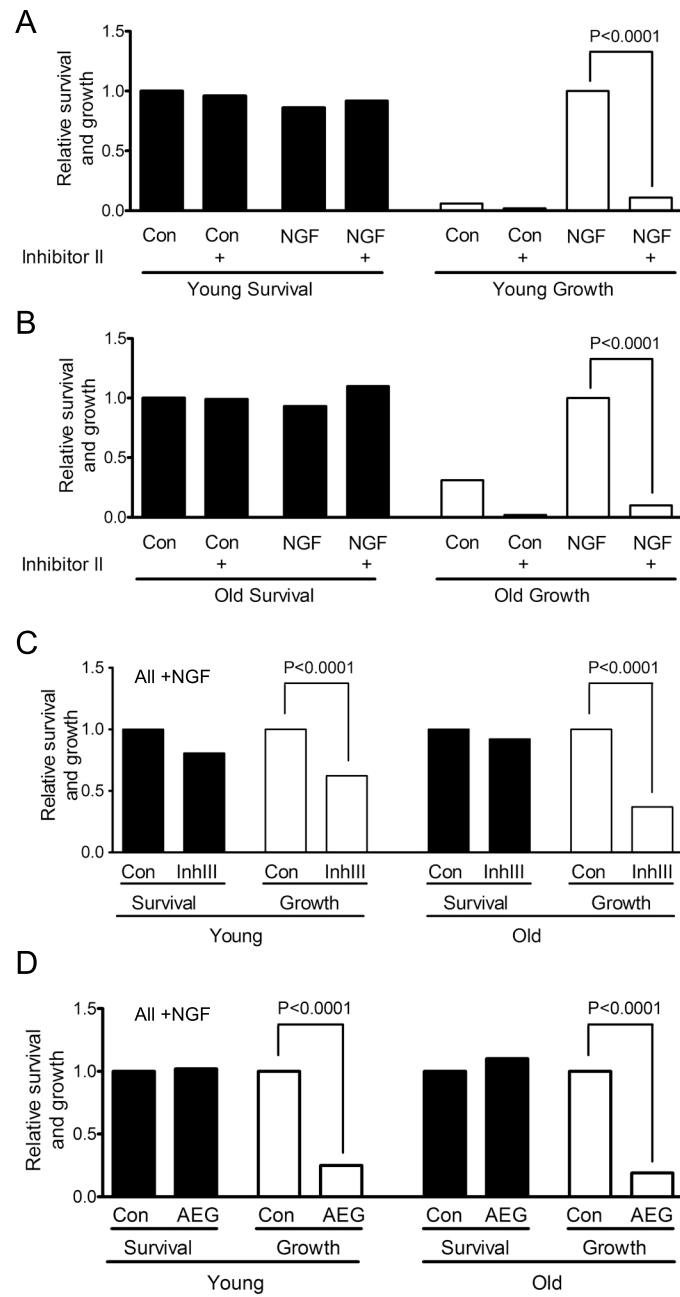 A
Relative survival
and growth
1.5
1.0
0.5
0.0
P<0.0001
Con Con NGF NGF Con Con NGF NGF
Inhibitor II + + + +
Young Survival Young Growth
B
Relative survival
and growth
1.5
1.0
0.5
0.0
P<0.0001
Con Con NGF NGF Con Con NGF NGF
Inhibitor II + + + +
Old Survival Old Growth
C
Relative survival
and growth
1.5
1.0
0.5
0.0
All +NGF
P<0.0001 P<0.0001
Con InhIII Con InhIII Con InhIII Con InhIII
Survival Growth Survival Growth
Young Old
D
Relative survival
and growth
1.5
1.0
0.5
0.0
All +NGF
P<0.0001 P<0.0001
Con AEG Con AEG Con AEG Con AEG
Survival Growth Survival Growth
Young Old